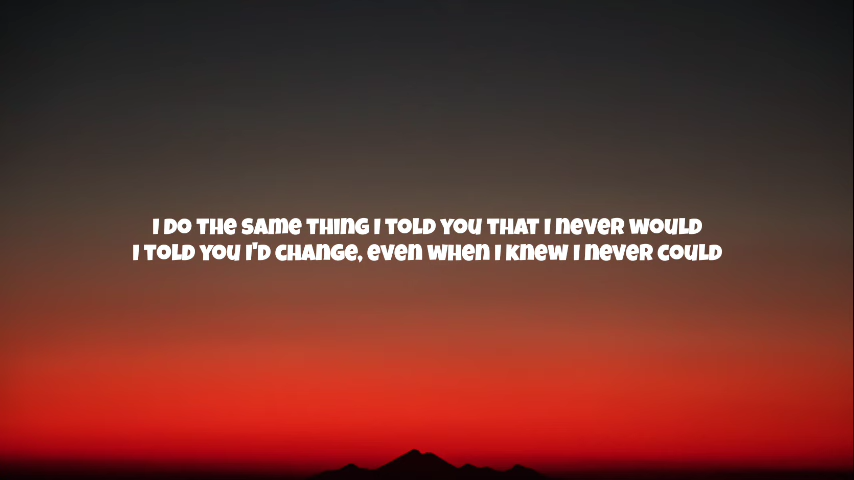 I DO THE SAME THING I TOLD YOU THAT I NEVER WOULD
I TOLD YOU I'D CHANGE, EVEN WHEN I KNEW I NEVER COULD